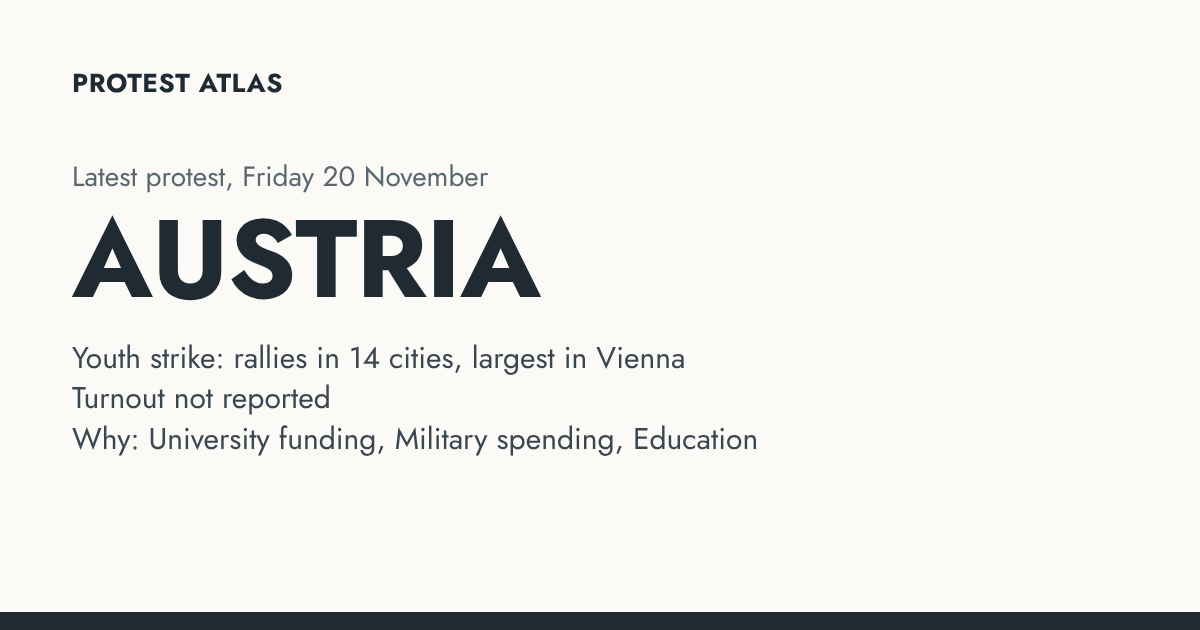 PROTEST ATLAS
Latest protest, Friday 20 November
AUSTRIA
Youth strike: rallies in 14 cities, largest in Vienna
Turnout not reported
Why: University funding, Military spending, Education